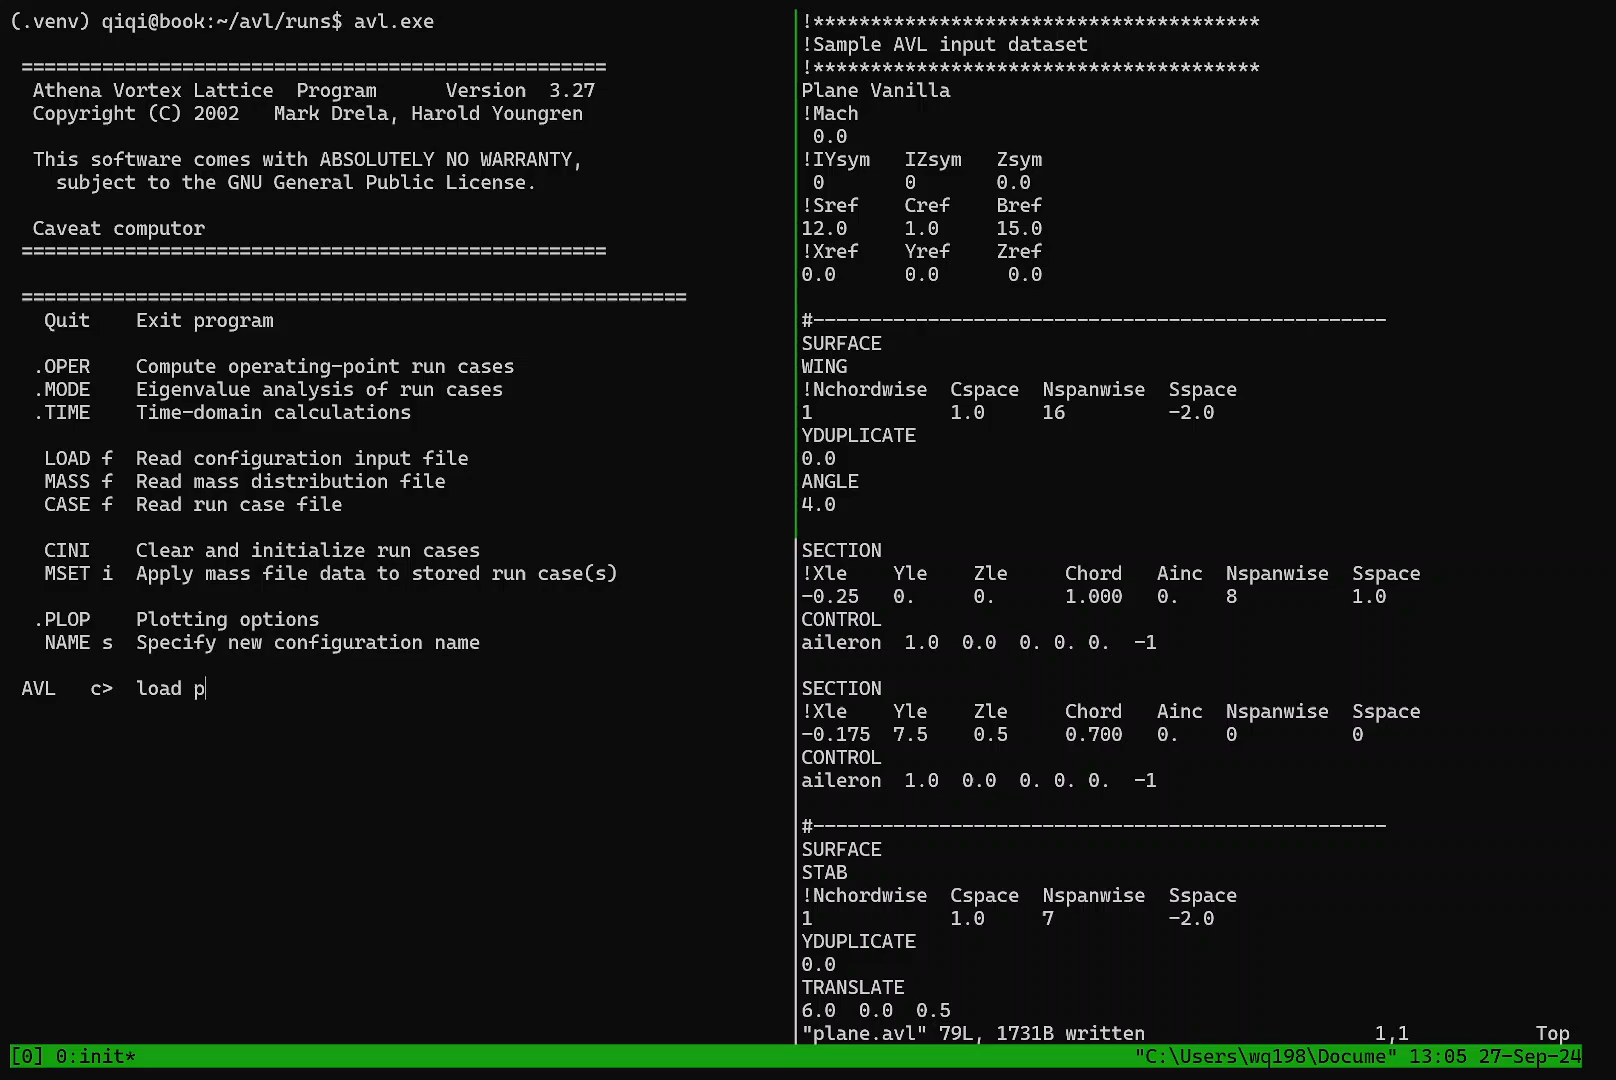 (.venv) qiqi@book:~/avl/runs$ avl.exe
===================================================
Athena Vortex Lattice  Program      Version  3.27
Copyright (C) 2002   Mark Drela, Harold Youngren
This software comes with ABSOLUTELY NO WARRANTY,
subject to the GNU General Public License.
Caveat computor
===================================================
==========================================================
Quit    Exit program
.OPER    Compute operating-point run cases
.MODE    Eigenvalue analysis of run cases
.TIME    Time-domain calculations
LOAD f  Read configuration input file
MASS f  Read mass distribution file
CASE f  Read run case file
CINI    Clear and initialize run cases
MSET i  Apply mass file data to stored run case(s)
.PLOP    Plotting options
NAME s  Specify new configuration name
AVL   c>  load p
!***************************************
!Sample AVL input dataset
!***************************************
Plane Vanilla
!Mach
0.0
!IYsym   IZsym   Zsym
0       0       0.0
!Sref    Cref    Bref
12.0     1.0     15.0
!Xref    Yref    Zref
0.0      0.0      0.0
#--------------------------------------------------
SURFACE
WING
!Nchordwise  Cspace  Nspanwise  Sspace
1            1.0     16         -2.0
YDUPLICATE
0.0
ANGLE
4.0
SECTION
!Xle    Yle    Zle     Chord   Ainc  Nspanwise  Sspace
-0.25   0.     0.      1.000   0.    8          1.0
CONTROL
aileron  1.0  0.0  0. 0. 0.  -1
SECTION
!Xle    Yle    Zle     Chord   Ainc  Nspanwise  Sspace
-0.175  7.5    0.5     0.700   0.    0          0
CONTROL
aileron  1.0  0.0  0. 0. 0.  -1
#--------------------------------------------------
SURFACE
STAB
!Nchordwise  Cspace  Nspanwise  Sspace
1            1.0     7          -2.0
YDUPLICATE
0.0
TRANSLATE
6.0  0.0  0.5
"plane.avl" 79L, 1731B written                    1,1           Top
[0] 0:init*                    "C:\Users\wq198\Docume" 13:05 27-Sep-24